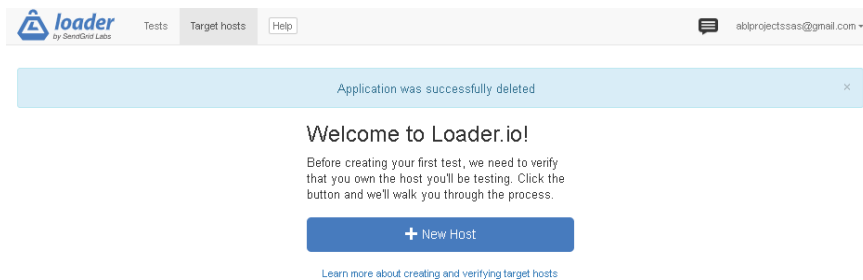 loader
by SendGrid Labs
Tests
Target hosts
Help
ablprojectssas@gmail.com
Application was successfully deleted
×
Welcome to Loader.io!
Before creating your first test, we need to verify
that you own the host you'll be testing. Click the
button and we'll walk you through the process.
+ New Host
Learn more about creating and verifying target hosts